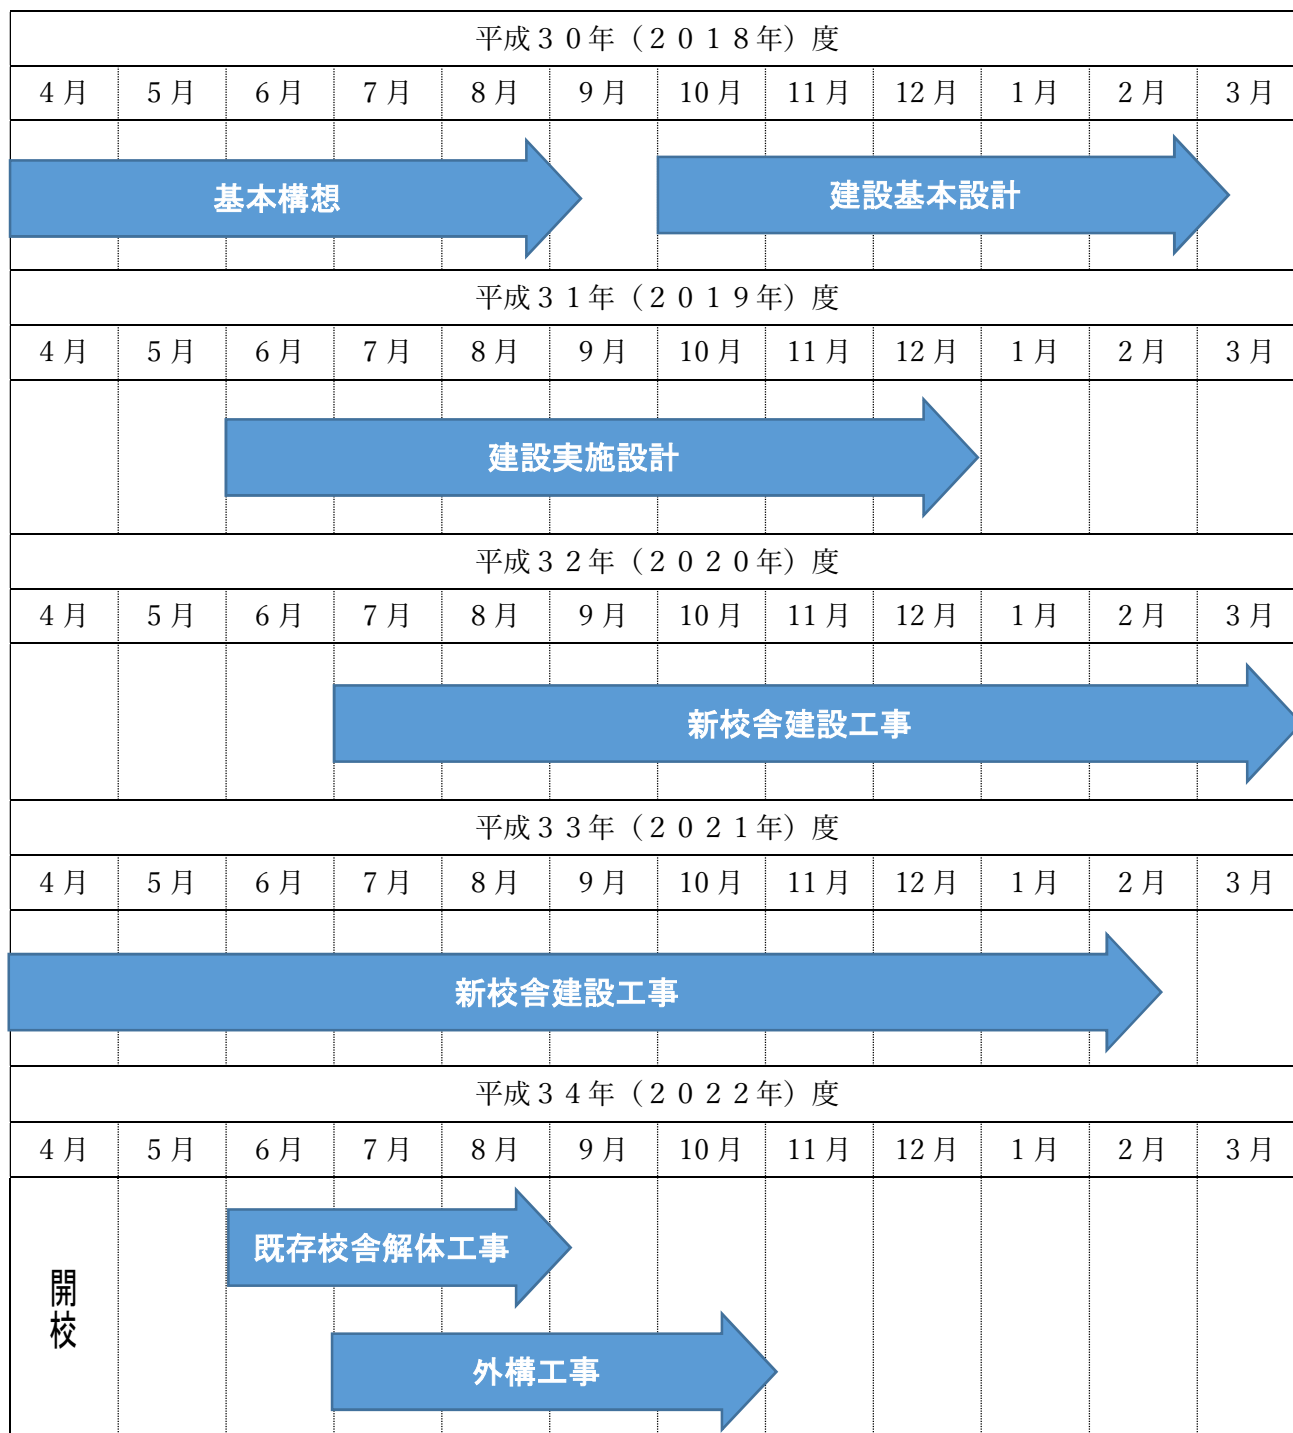 平成３０年（２０１８年）度
4月 5月 6月 7月 8月 9月 10月 11月 12月 1月 2月 3月
基本構想 建設基本設計
平成３１年（２０１９年）度
4月 5月 6月 7月 8月 9月 10月 11月 12月 1月 2月 3月
建設実施設計
平成３２年（２０２０年）度
4月 5月 6月 7月 8月 9月 10月 11月 12月 1月 2月 3月
新校舎建設工事
平成３３年（２０２１年）度
4月 5月 6月 7月 8月 9月 10月 11月 12月 1月 2月 3月
新校舎建設工事
平成３４年（２０２２年）度
4月 5月 6月 7月 8月 9月 10月 11月 12月 1月 2月 3月
開校
既存校舎解体工事
外構工事